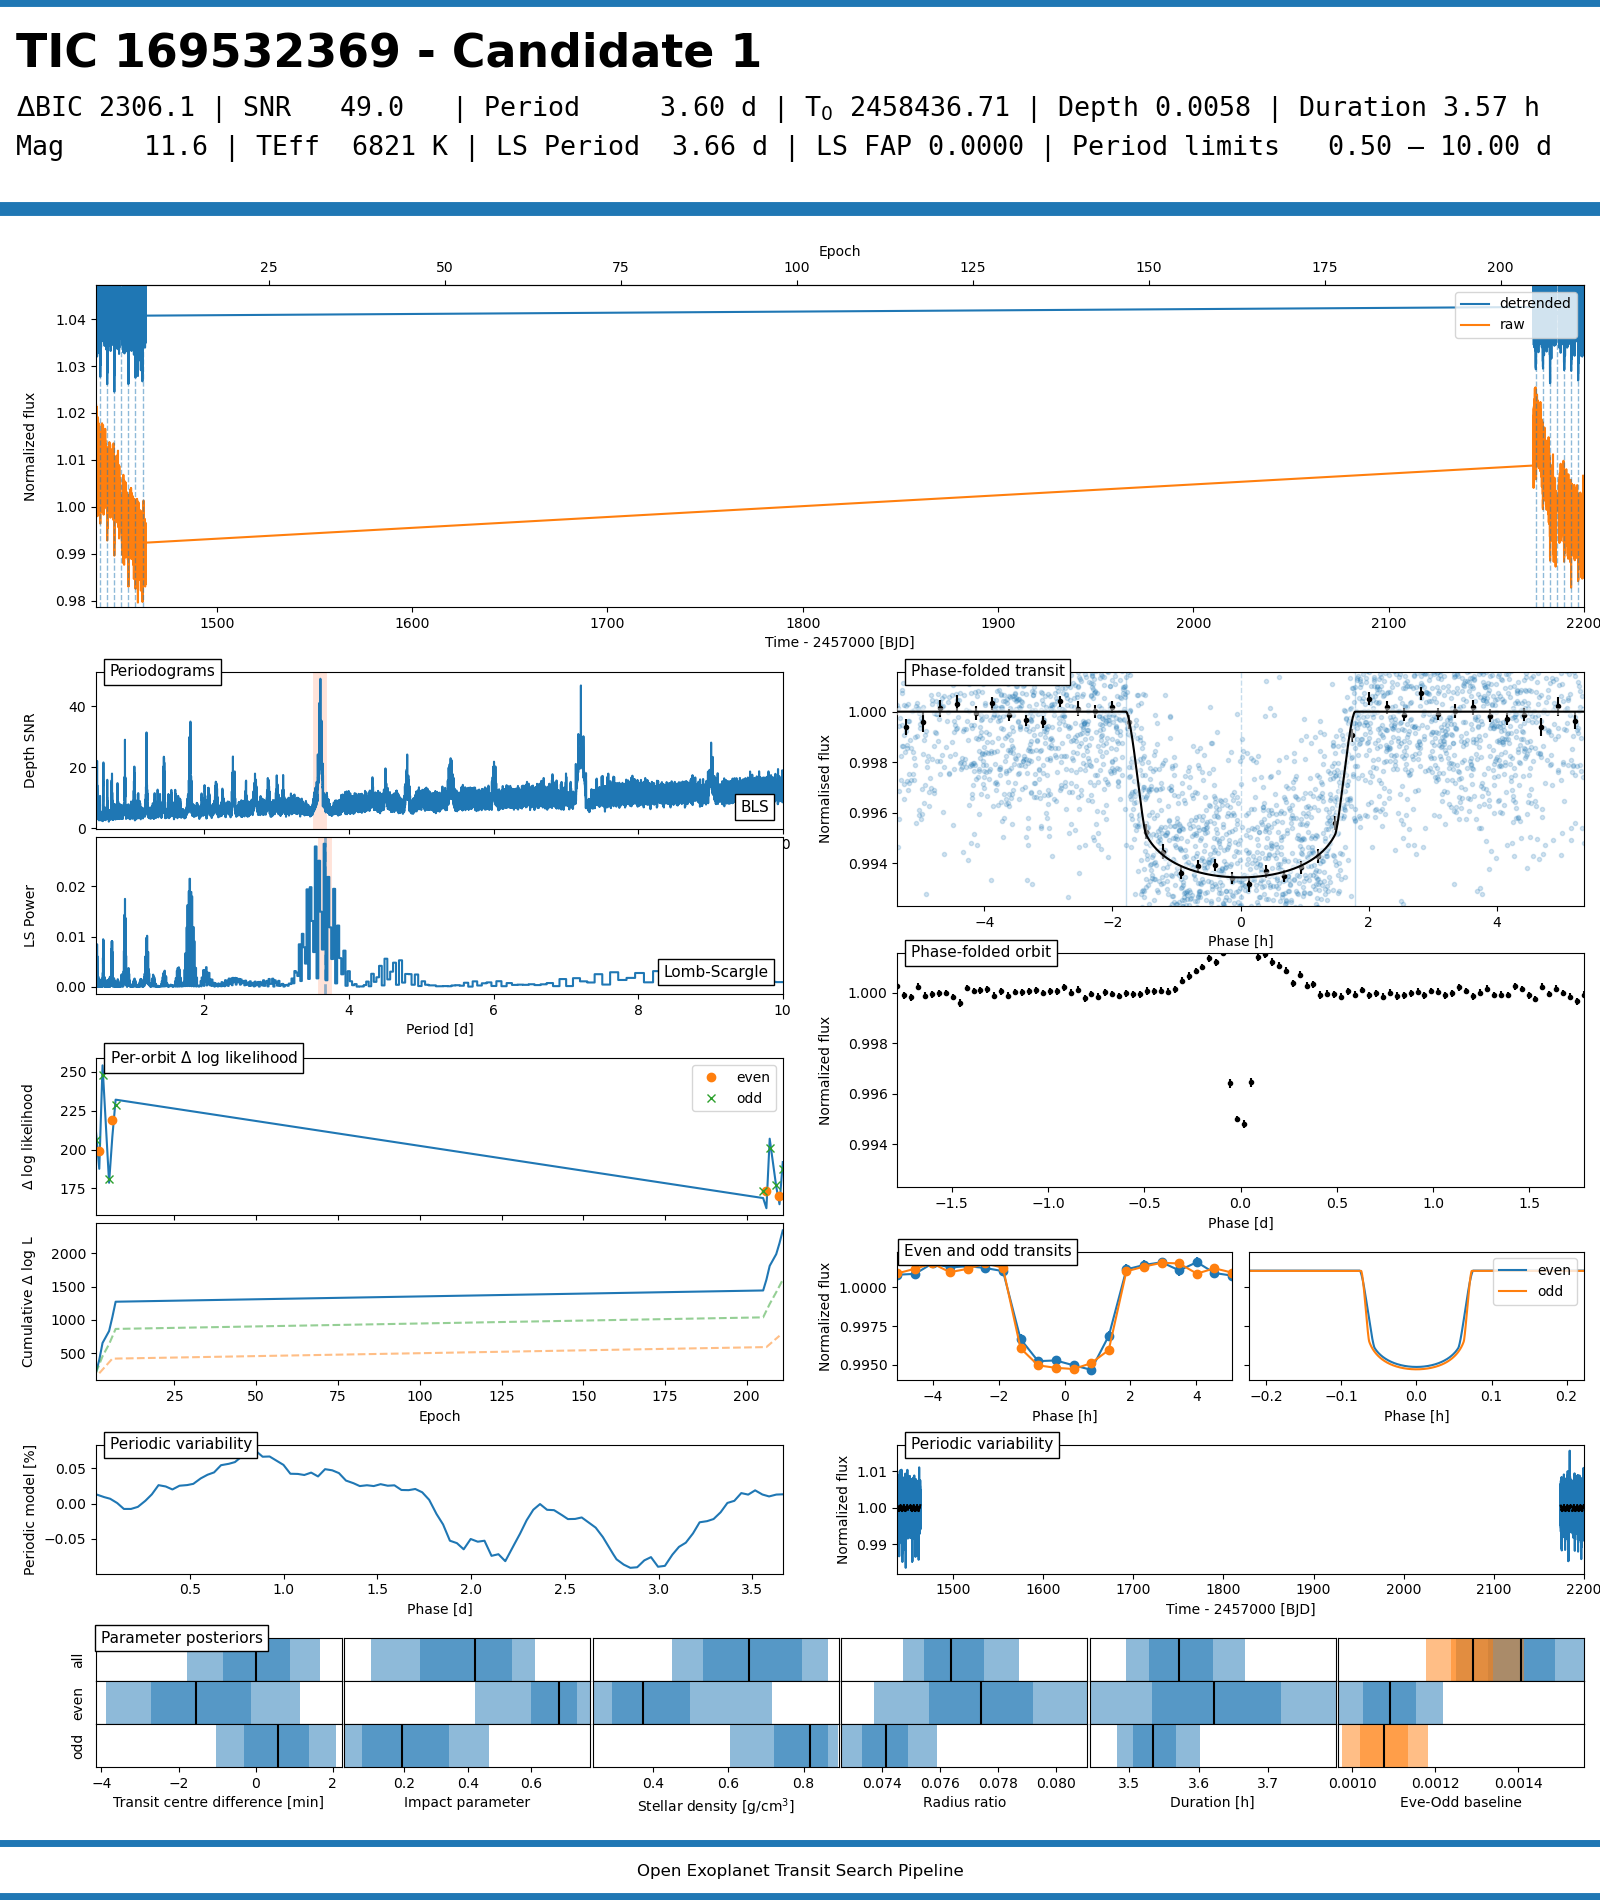 TIC 169532369 - Candidate 1
ΔBIC 2306.1 | SNR 49.0 | Period 3.60 d | T₀ 2458436.71 | Depth 0.0058 | Duration 3.57 h
Mag 11.6 | TEff 6821 K | LS Period 3.66 d | LS FAP 0.0000 | Period limits 0.50 — 10.00 d
Epoch
25 50 75 100 125 150 175 200
detrended
raw
1.04
1.03
1.02
1.01
1.00
0.99
0.98
Normalized flux
1500 1600 1700 1800 1900 2000 2100 2200
Time - 2457000 [BJD]
Periodograms
Depth SNR
40
20
0
BLS
0
LS Power
0.02
0.01
0.00
Lomb-Scargle
2 4 6 8 10
Period [d]
Phase-folded transit
Normalised flux
1.000
0.998
0.996
0.994
−4 −2 0 2 4
Phase [h]
Phase-folded orbit
Normalized flux
1.000
0.998
0.996
0.994
−1.5 −1.0 −0.5 0.0 0.5 1.0 1.5
Phase [d]
Per-orbit Δ log likelihood
Δ log likelihood
250
225
200
175
even
odd
Cumulative Δ log L
2000
1500
1000
500
25 50 75 100 125 150 175 200
Epoch
Even and odd transits
Normalized flux
1.0000
0.9975
0.9950
−4 −2 0 2 4
Phase [h]
even
odd
−0.2 −0.1 0.0 0.1 0.2
Phase [h]
Periodic variability
Periodic model [%]
0.05
0.00
−0.05
0.5 1.0 1.5 2.0 2.5 3.0 3.5
Phase [d]
Periodic variability
Normalized flux
1.01
1.00
0.99
1500 1600 1700 1800 1900 2000 2100 2200
Time - 2457000 [BJD]
Parameter posteriors
all
even
odd
−4 −2 0 2
Transit centre difference [min]
0.2 0.4 0.6
Impact parameter
0.4 0.6 0.8
Stellar density [g/cm³]
0.074 0.076 0.078 0.080
Radius ratio
3.5 3.6 3.7
Duration [h]
0.0010 0.0012 0.0014
Eve-Odd baseline
Open Exoplanet Transit Search Pipeline